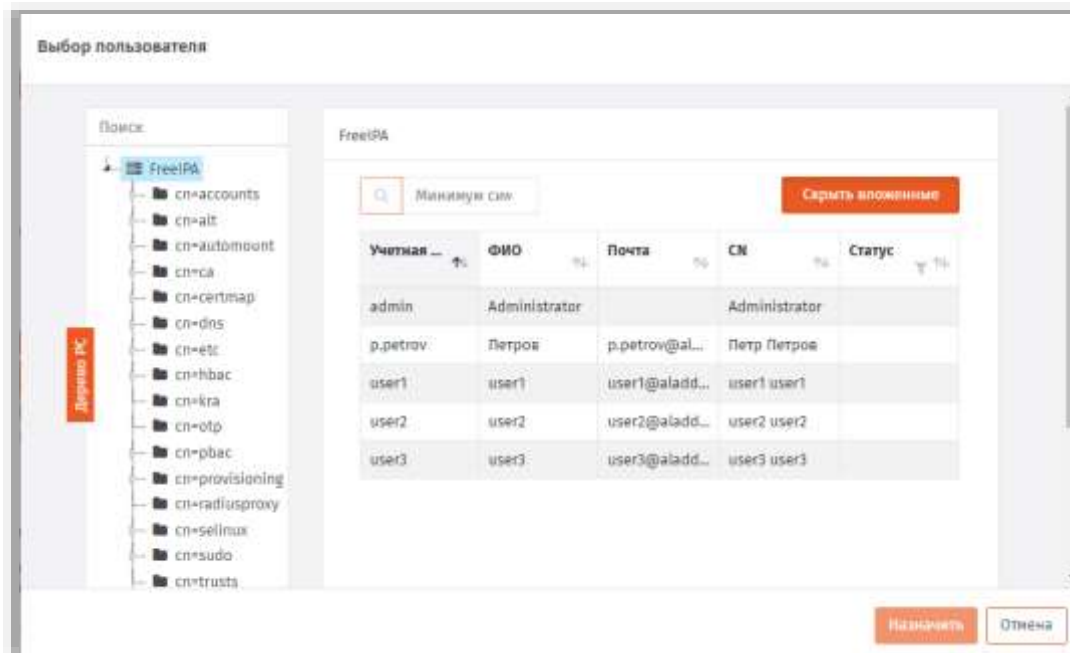 Выбор пользователя
Поиск
FreeIPA
cn=accounts
cn=alt
cn=automount
cn=ca
cn=certmap
cn=dns
cn=etc
cn=hbac
cn=kra
cn=otp
cn=pbac
cn=provisioning
cn=radiusproxy
cn=selinux
cn=sudo
cn=trusts
Дерево РС
FreeIPA
Минимум сим
Скрыть вложенные
Учетная ... ФИО Почта CN Статус
admin Administrator Administrator
p.petrov Петров p.petrov@al... Петр Петров
user1 user1 user1@aladd... user1 user1
user2 user2 user2@aladd... user2 user2
user3 user3 user3@aladd... user3 user3
Назначить Отмена